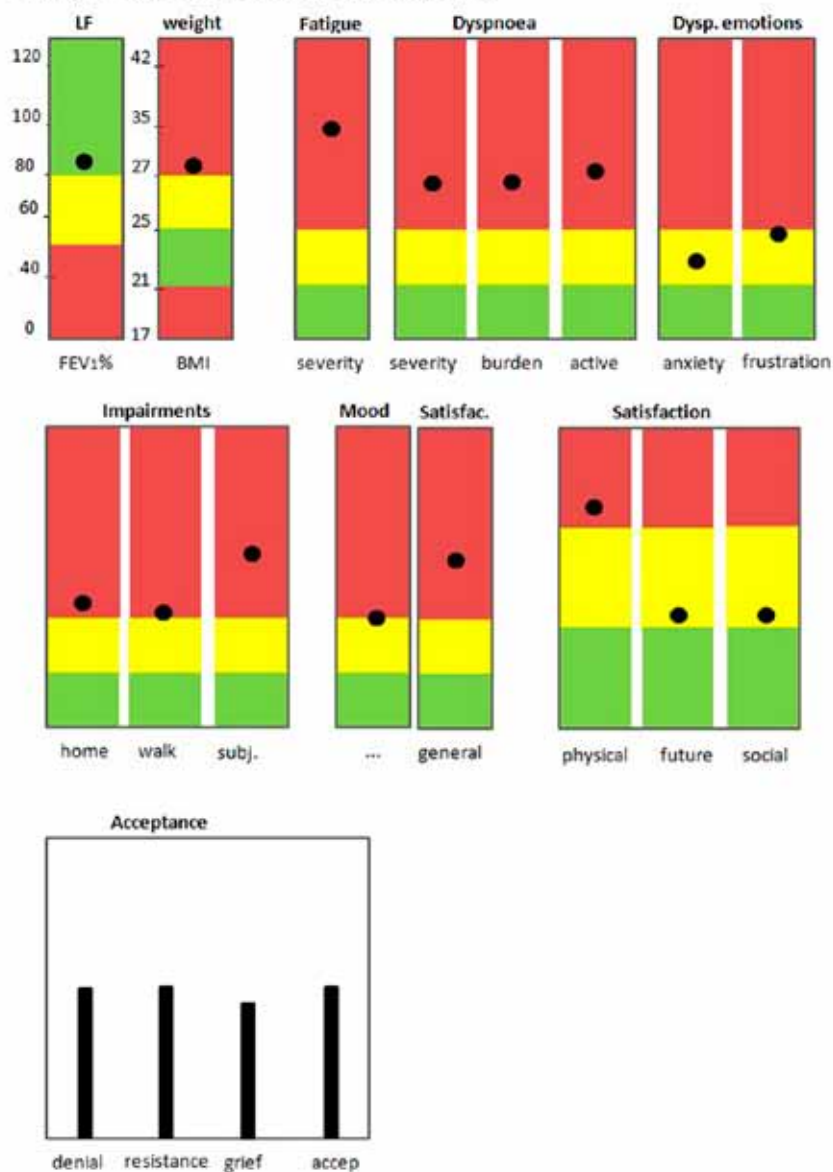 LF weight Fatigue Dyspnoea Dysp. emotions
120 42
100 35
80 27
60 25
40 21
0 17
FEV1% BMI severity severity burden active anxiety frustration
Impairments Mood Satisfac. Satisfaction
home walk subj. ... general physical future social
Acceptance
denial resistance grief accep